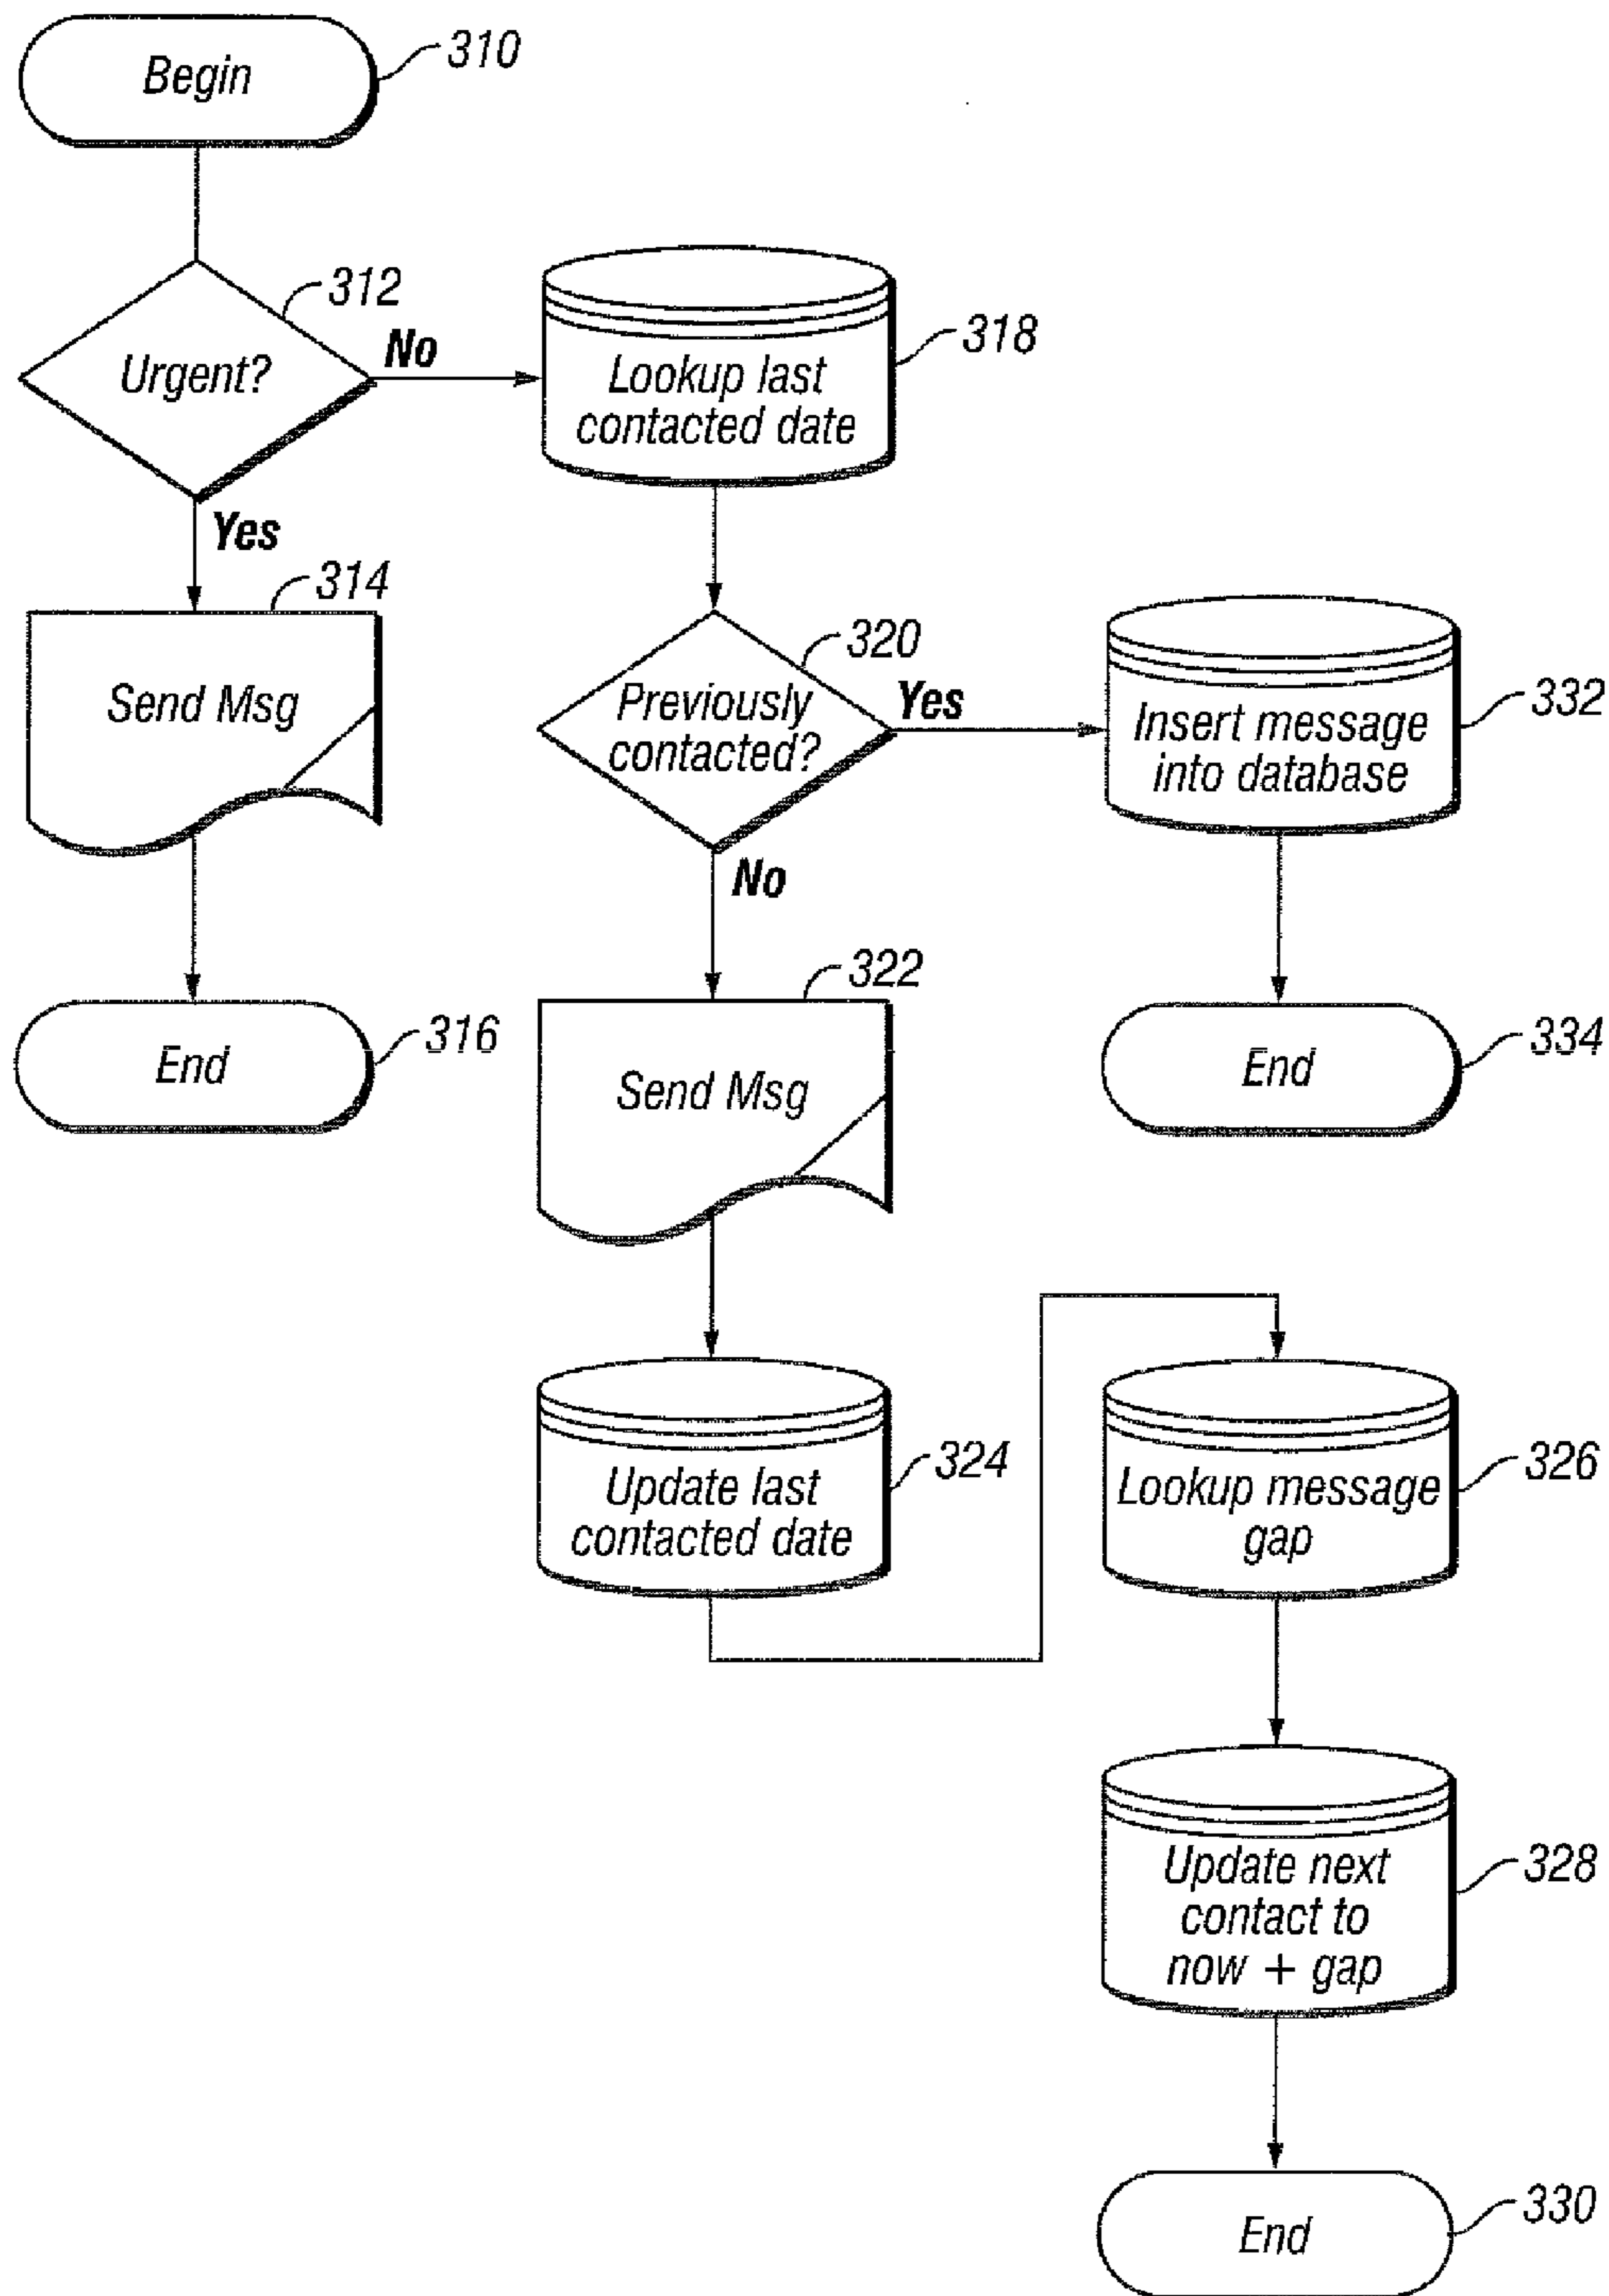 Begin
310
Urgent?
312
No
Yes
Send Msg
314
End
316
Lookup last
contacted date
318
Previously
contacted?
320
Yes
No
Insert message
into database
332
End
334
Send Msg
322
Update last
contacted date
324
Lookup message
gap
326
Update next
contact to
now + gap
328
End
330